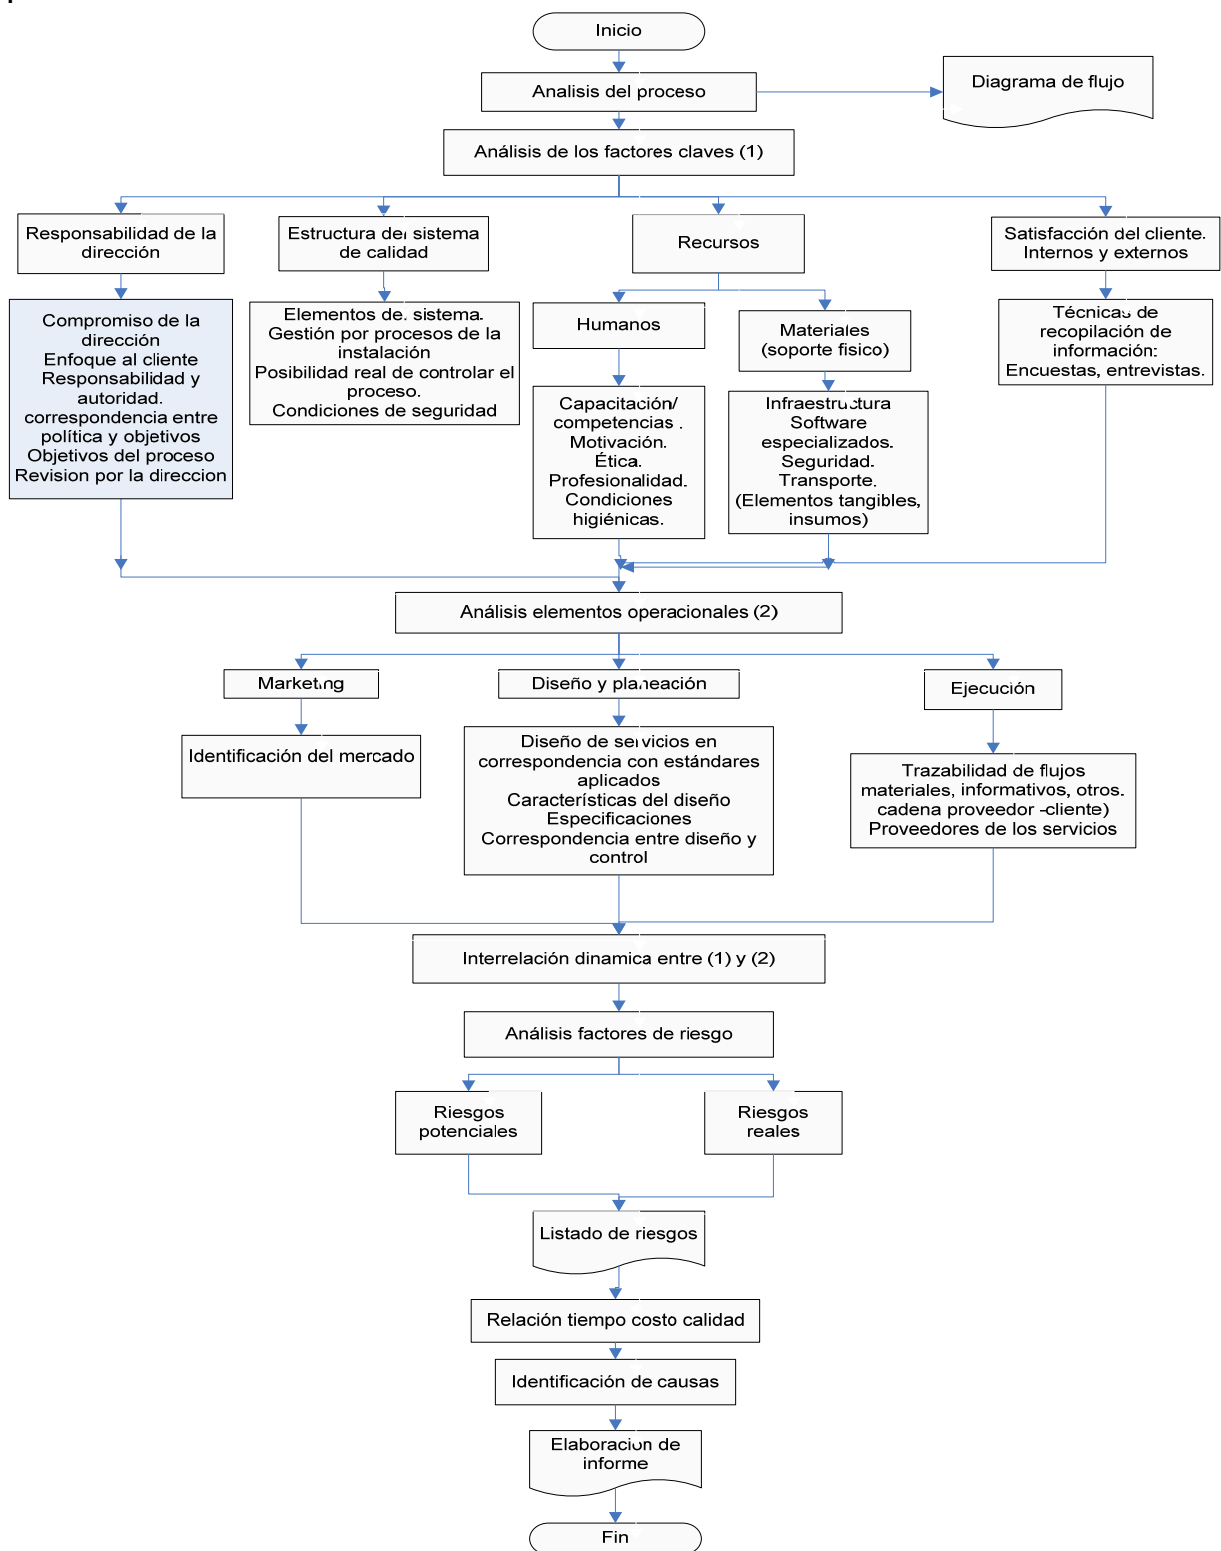 Inicio
Analisis del proceso
Diagrama de flujo
Análisis de los factores claves (1)
Responsabilidad de la
dirección
Estructura del sistema
de calidad
Recursos
Satisfacción del cliente.
Internos y externos
Compromiso de la
dirección
Enfoque al cliente
Responsabilidad y
autoridad.
correspondencia entre
política y objetivos
Objetivos del proceso
Revision por la direccion
Elementos del sistema.
Gestión por procesos de la
instalación
Posibilidad real de controlar el
proceso.
Condiciones de seguridad
Humanos
Materiales
(soporte fisico)
Técnicas de
recopilación de
información:
Encuestas, entrevistas.
Capacitación/
competencias .
Motivación.
Ética.
Profesionalidad.
Condiciones
higiénicas.
Infraestructura
Software
especializados.
Seguridad.
Transporte.
(Elementos tangibles,
insumos)
Análisis elementos operacionales (2)
Marketing
Diseño y planeación
Ejecución
Identificación del mercado
Diseño de servicios en
correspondencia con estándares
aplicados
Características del diseño
Especificaciones
Correspondencia entre diseño y
control
Trazabilidad de flujos
materiales, informativos, otros.
cadena proveedor -cliente)
Proveedores de los servicios
Interrelación dinamica entre (1) y (2)
Análisis factores de riesgo
Riesgos
potenciales
Riesgos
reales
Listado de riesgos
Relación tiempo costo calidad
Identificación de causas
Elaboración de
informe
Fin